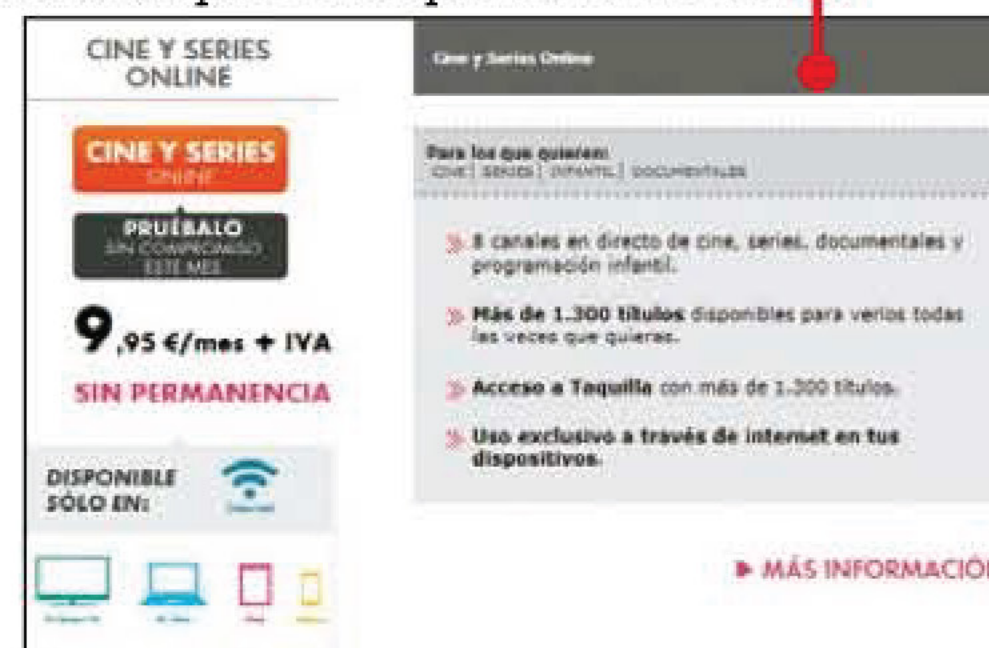 CINE Y SERIES
ONLINE
CINE Y SERIES
ONLINE
PRUÉBALO
SIN COMPROMISO
ESTE MES
9,95 €/mes + IVA
SIN PERMANENCIA
DISPONIBLE
SÓLO EN:
Internet
Cine y Series Online
Para los que quieren:
CINE | SERIES | INFANTIL | DOCUMENTALES
8 canales en directo de cine, series, documentales y
programación infantil.
Más de 1.300 títulos disponibles para verlos todas
las veces que quieras.
Acceso a Taquilla con más de 1.300 títulos.
Uso exclusivo a través de internet en tus
dispositivos.
MÁS INFORMACIÓN